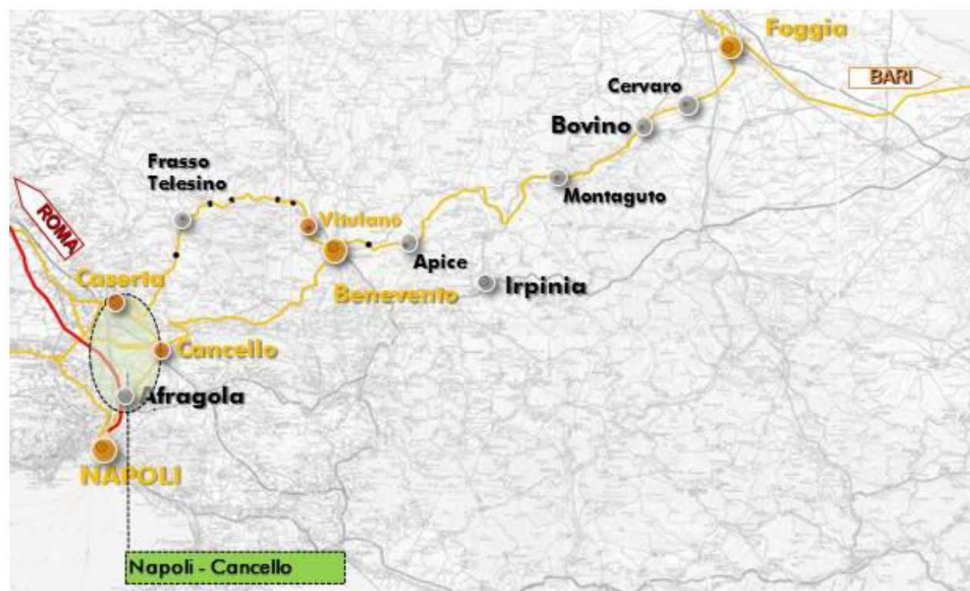 Foggia
BARI
Cervaro
Bovino
Frasso
Telesino
Montaguto
ROMA
Vitulano
Apice
Caserta
Irpinia
Benevento
Cancello
Afragola
NAPOLI
Napoli - Cancello